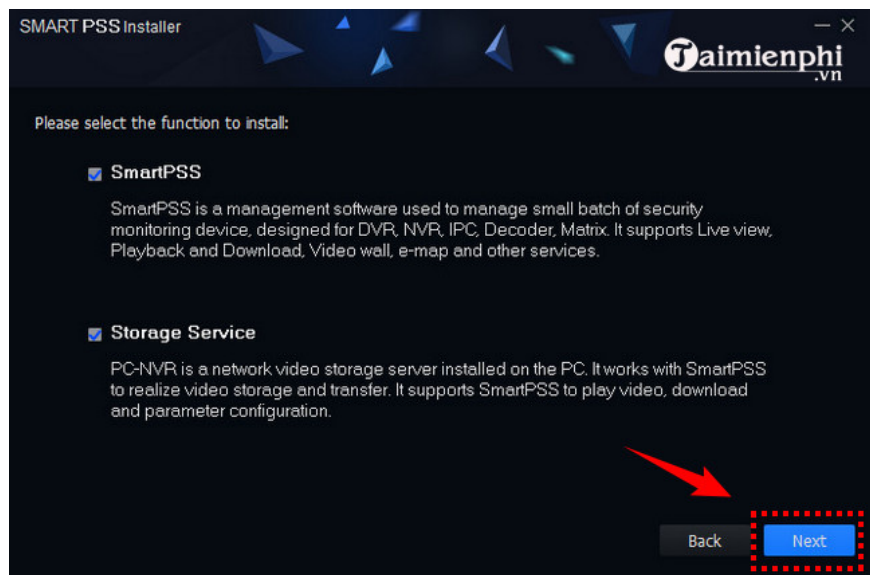 SMART PSS Installer
Taimienphi
.vn
Please select the function to install:
SmartPSS
SmartPSS is a management software used to manage small batch of security
monitoring device, designed for DVR, NVR, IPC, Decoder, Matrix. It supports Live view,
Playback and Download, Video wall, e-map and other services.
Storage Service
PC-NVR is a network video storage server installed on the PC. It works with SmartPSS
to realize video storage and transfer. It supports SmartPSS to play video, download
and parameter configuration.
Back
Next